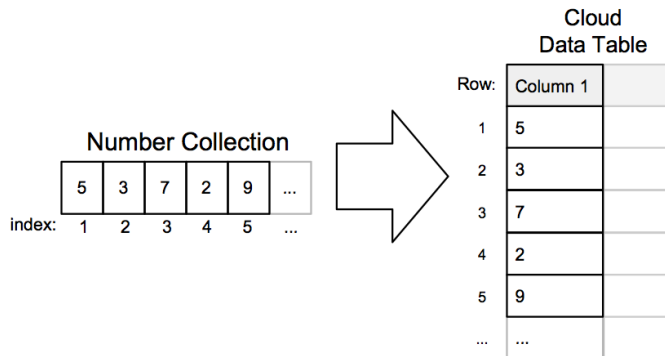 Number Collection
5 3 7 2 9 ...
index: 1 2 3 4 5 ...
Cloud
Data Table
Row: Column 1
1 5
2 3
3 7
4 2
5 9
... ...